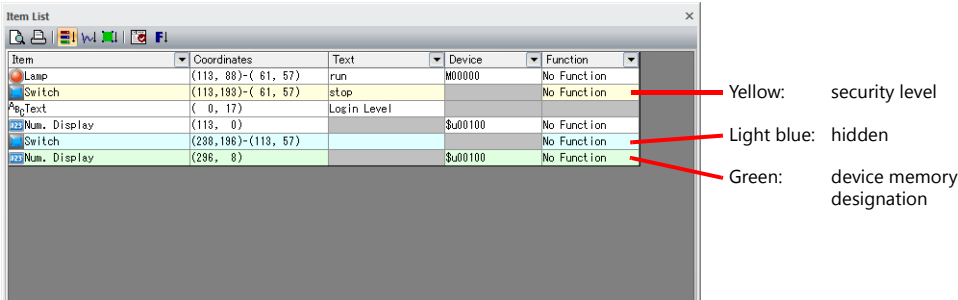 Item List
F
Item Coordinates Text Device Function
Lamp (113, 88)-( 61, 57) run M00000 No Function
Switch (113,193)-( 61, 57) stop No Function
ABCText ( 0, 17) Login Level
123 Num. Display (113, 0) $u00100 No Function
Switch (238,196)-(113, 57) No Function
123 Num. Display (296, 8) $u00100 No Function
Yellow: security level
Light blue: hidden
Green: device memory
designation